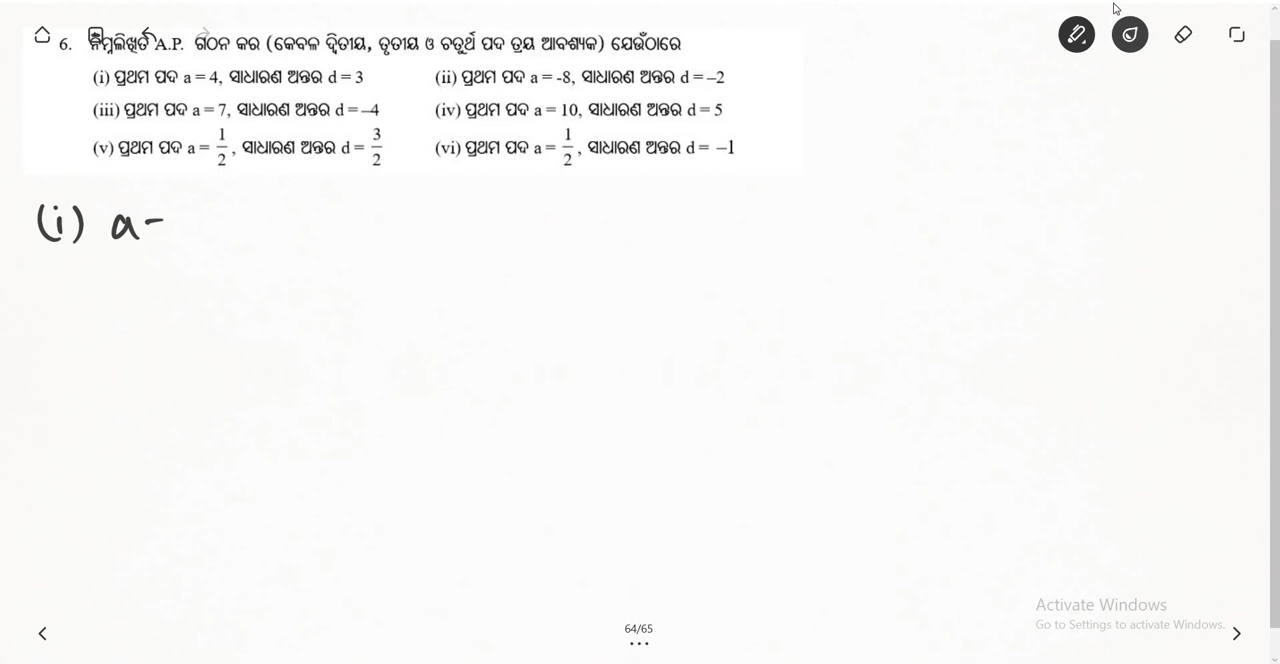 6. ନିମ୍ନଲିଖିତ A.P. ଗଠନ କର (କେବଳ ଦ୍ୱିତୀୟ, ତୃତୀୟ ଓ ଚତୁର୍ଥ ପଦ ତ୍ରୟ ଆବଶ୍ୟକ) ଯେଉଁଠାରେ
(i) ପ୍ରଥମ ପଦ a = 4, ସାଧାରଣ ଅନ୍ତର d = 3 (ii) ପ୍ରଥମ ପଦ a = -8, ସାଧାରଣ ଅନ୍ତର d = –2
(iii) ପ୍ରଥମ ପଦ a = 7, ସାଧାରଣ ଅନ୍ତର d = –4 (iv) ପ୍ରଥମ ପଦ a = 10, ସାଧାରଣ ଅନ୍ତର d = 5
(v) ପ୍ରଥମ ପଦ a = 1/2, ସାଧାରଣ ଅନ୍ତର d = 3/2 (vi) ପ୍ରଥମ ପଦ a = 1/2, ସାଧାରଣ ଅନ୍ତର d = –1
(i) a-
Activate Windows
Go to Settings to activate Windows.
64/65